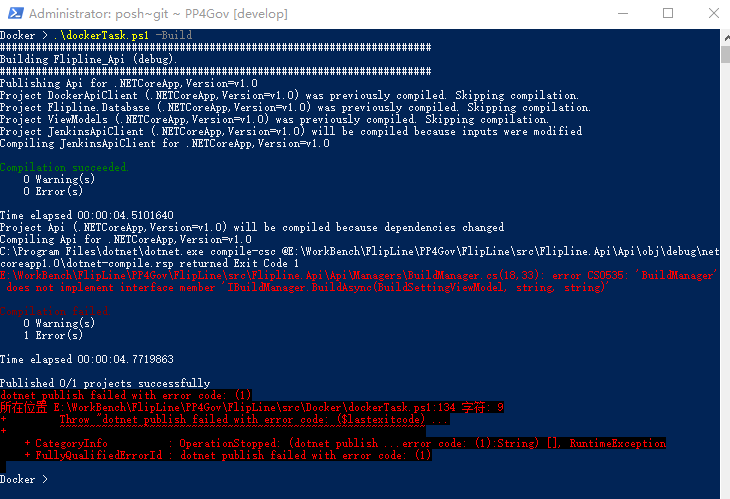 Administrator: posh~git ~ PP4Gov [develop]
Docker > .\dockerTask.ps1 -Build
########################################################################
Building Flipline_Api (debug).
########################################################################
Publishing Api for .NETCoreApp,Version=v1.0
Project DockerApiClient (.NETCoreApp,Version=v1.0) was previously compiled. Skipping compilation.
Project Flipline.Database (.NETCoreApp,Version=v1.0) was previously compiled. Skipping compilation.
Project ViewModels (.NETCoreApp,Version=v1.0) was previously compiled. Skipping compilation.
Project JenkinsApiClient (.NETCoreApp,Version=v1.0) will be compiled because inputs were modified
Compiling JenkinsApiClient for .NETCoreApp,Version=v1.0
Compilation succeeded.
0 Warning(s)
0 Error(s)
Time elapsed 00:00:04.5101640
Project Api (.NETCoreApp,Version=v1.0) will be compiled because dependencies changed
Compiling Api for .NETCoreApp,Version=v1.0
C:\Program Files\dotnet\dotnet.exe compile-csc @E:\WorkBench\FlipLine\PP4Gov\FlipLine\src\Flipline.Api\Api\obj\debug\net
coreapp1.0\dotnet-compile.rsp returned Exit Code 1
E:\WorkBench\FlipLine\PP4Gov\FlipLine\src\Flipline.Api\Api\Managers\BuildManager.cs(18,33): error CS0535: 'BuildManager'
does not implement interface member 'IBuildManager.BuildAsync(BuildSettingViewModel, string, string)'
Compilation failed.
0 Warning(s)
1 Error(s)
Time elapsed 00:00:04.7719863
Published 0/1 projects successfully
dotnet publish failed with error code: (1)
所在位置 E:\WorkBench\FlipLine\PP4Gov\FlipLine\src\Docker\dockerTask.ps1:134 字符: 9
+         Throw "dotnet publish failed with error code: ($lastexitcode) ...
+         ~~~~~~~~~~~~~~~~~~~~~~~~~~~~~~~~~~~~~~~~~~~~~~~~~~~~~~~~~~~~~
+ CategoryInfo          : OperationStopped: (dotnet publish ...error code: (1):String) [], RuntimeException
+ FullyQualifiedErrorId : dotnet publish failed with error code: (1)
Docker >